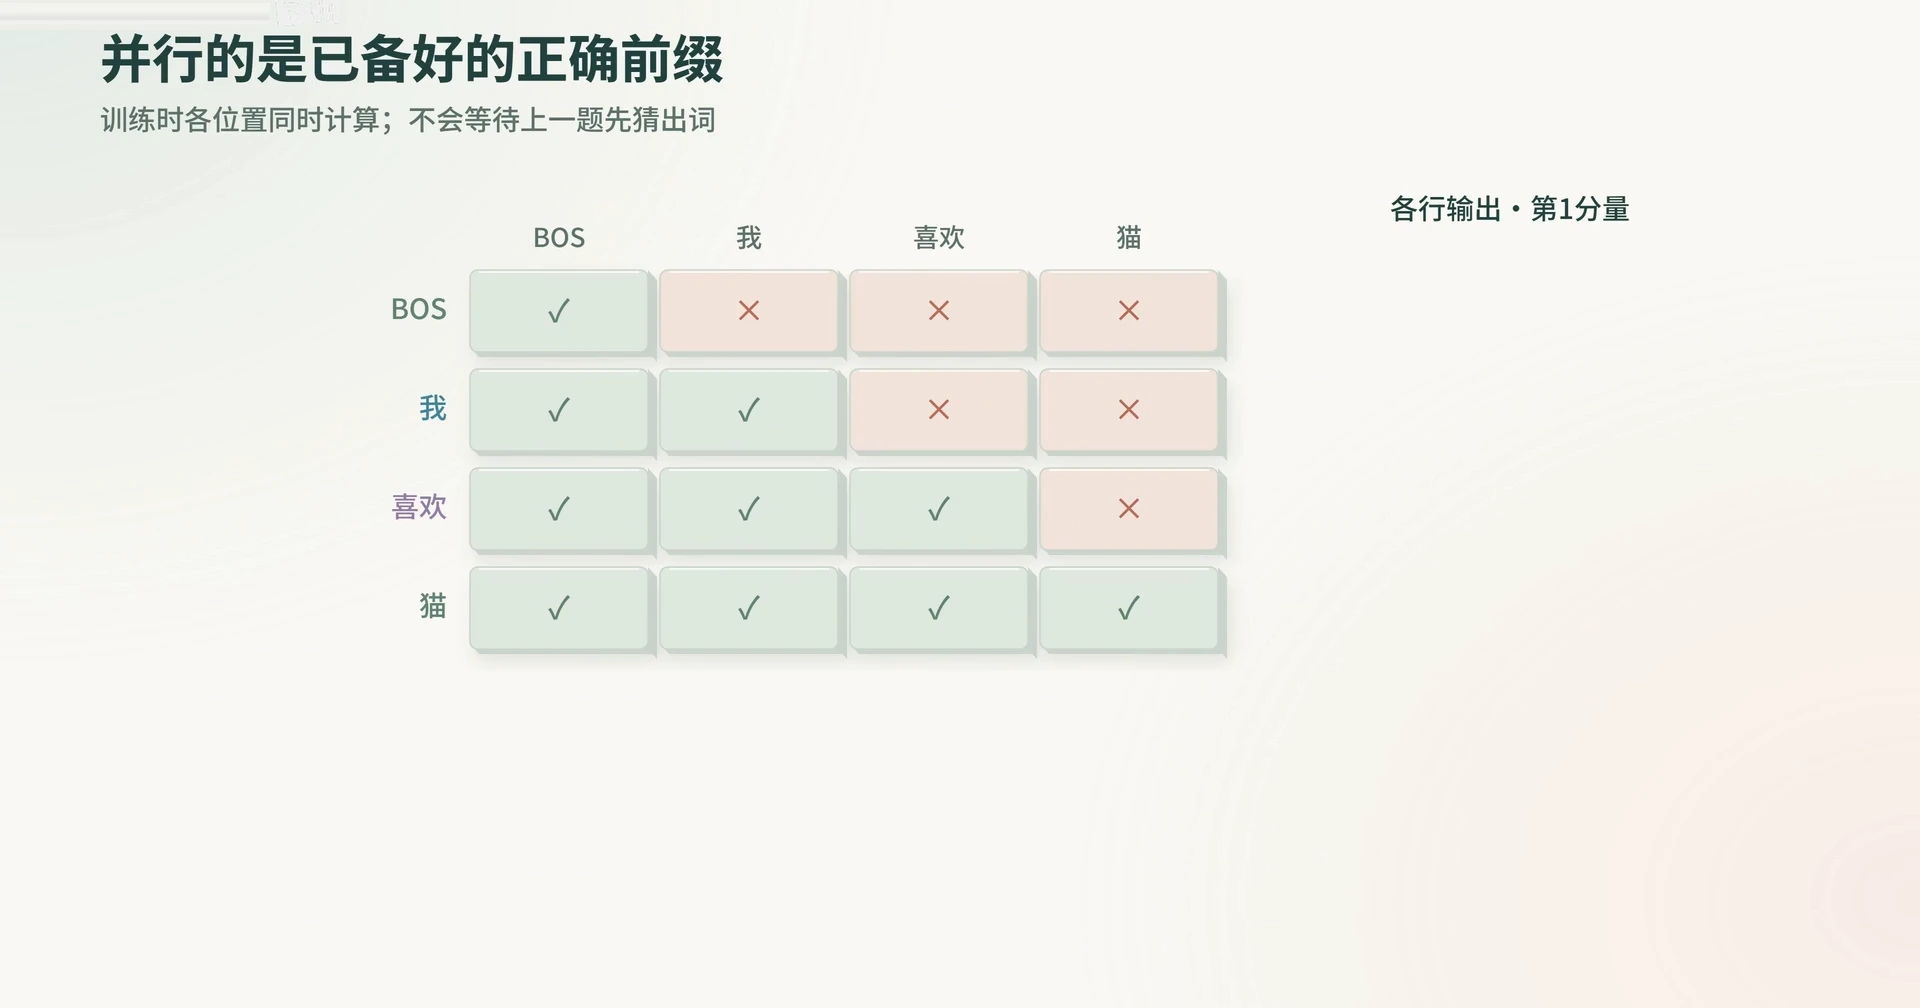 并行的是已备好的正确前缀
训练时各位置同时计算；不会等待上一题先猜出词
各行输出·第1分量
BOS 我 喜欢 猫
BOS ✓ × × ×
我 ✓ ✓ × ×
喜欢 ✓ ✓ ✓ ×
猫 ✓ ✓ ✓ ✓